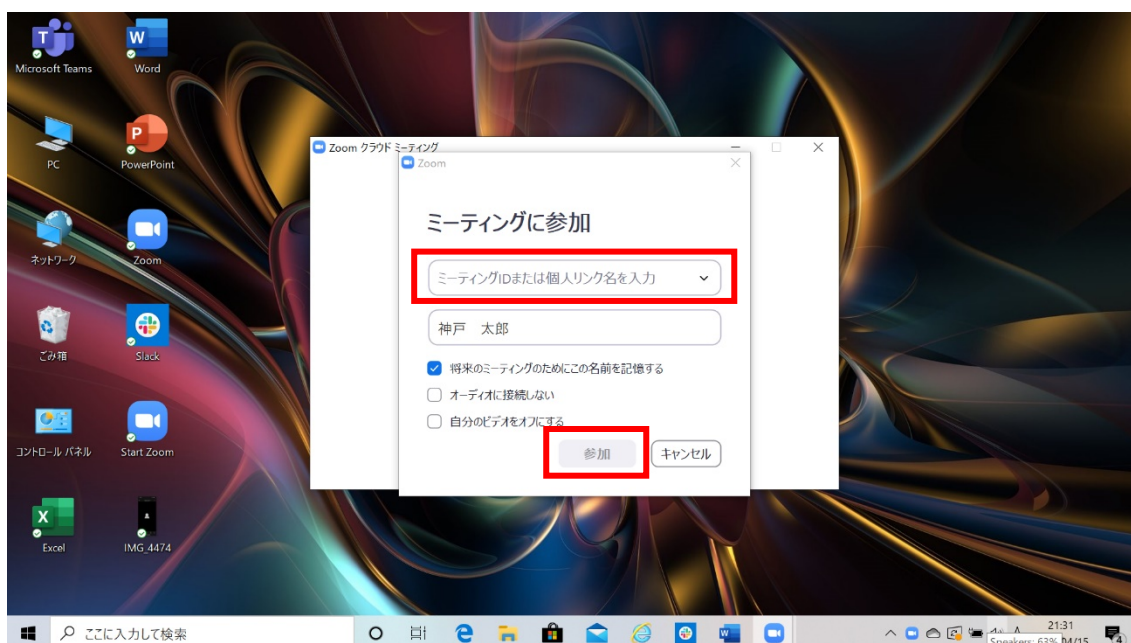 Microsoft Teams
Word
PC
PowerPoint
ネットワーク
Zoom
ごみ箱
Slack
コントロール パネル
Start Zoom
Excel
IMG_4474
Zoom クラウド ミーティング
Zoom
ミーティングに参加
ミーティングIDまたは個人リンク名を入力
神戸　太郎
将来のミーティングのためにこの名前を記憶する
オーディオに接続しない
自分のビデオをオフにする
参加
キャンセル
ここに入力して検索
21:31
Speakers: 63%
04/15